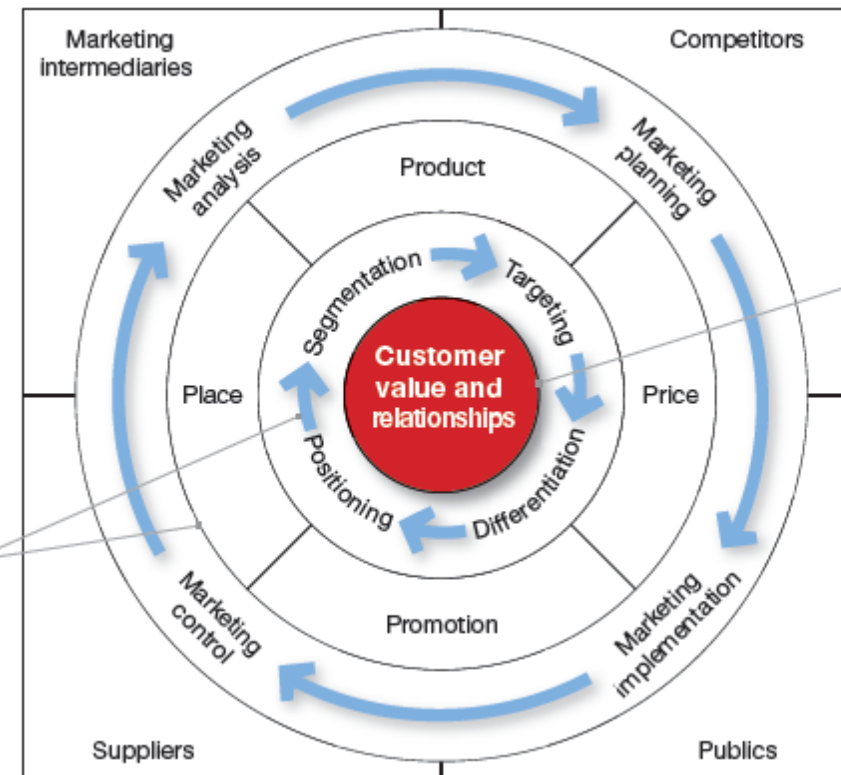 Marketing
intermediaries
Competitors
Marketing
analysis
Marketing
planning
Product
Segmentation
Targeting
Customer
value and
relationships
Place
Price
Positioning
Differentiation
Promotion
Marketing
control
Marketing
implementation
Suppliers
Publics